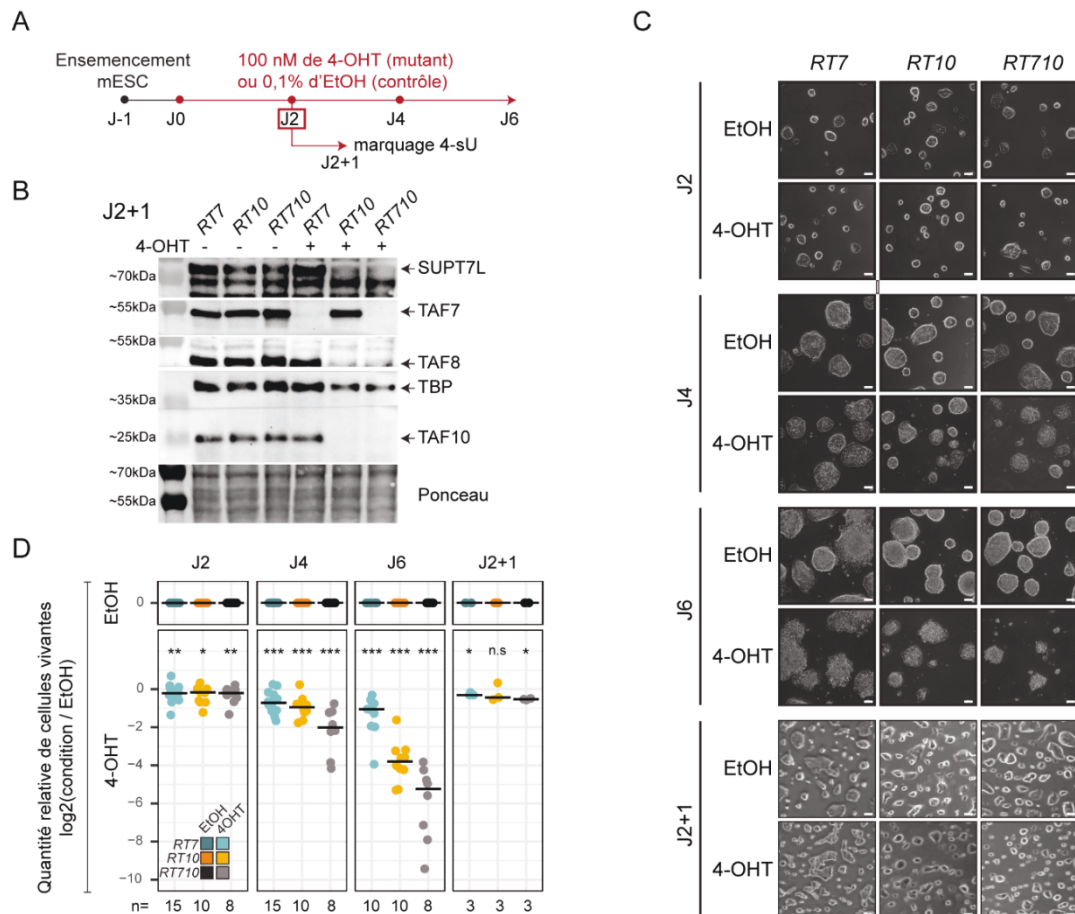 A
Ensemencement
mESC
100 nM de 4-OHT (mutant)
ou 0,1% d'EtOH (contrôle)
J-1 J0 J2 J4 J6
J2+1 marquage 4-sU
B
J2+1 RT7 RT10 RT710 RT7 RT10 RT710
4-OHT - - - + + +
~70kDa SUPT7L
~55kDa TAF7
~55kDa TAF8
TBP
~35kDa
~25kDa TAF10
~70kDa
~55kDa Ponceau
C
RT7 RT10 RT710
J2
EtOH
4-OHT
J4
EtOH
4-OHT
J6
EtOH
4-OHT
J2+1
EtOH
4-OHT
D
J2 J4 J6 J2+1
Quantité relative de cellules vivantes
log2(condition / EtOH)
EtOH
0
4-OHT
** * ** *** *** *** *** *** *** * n.s *
0
−2
−4
−6
−8
−10
EtOH 4OHT
RT7
RT10
RT710
n= 15 10 8 15 10 8 10 10 8 3 3 3